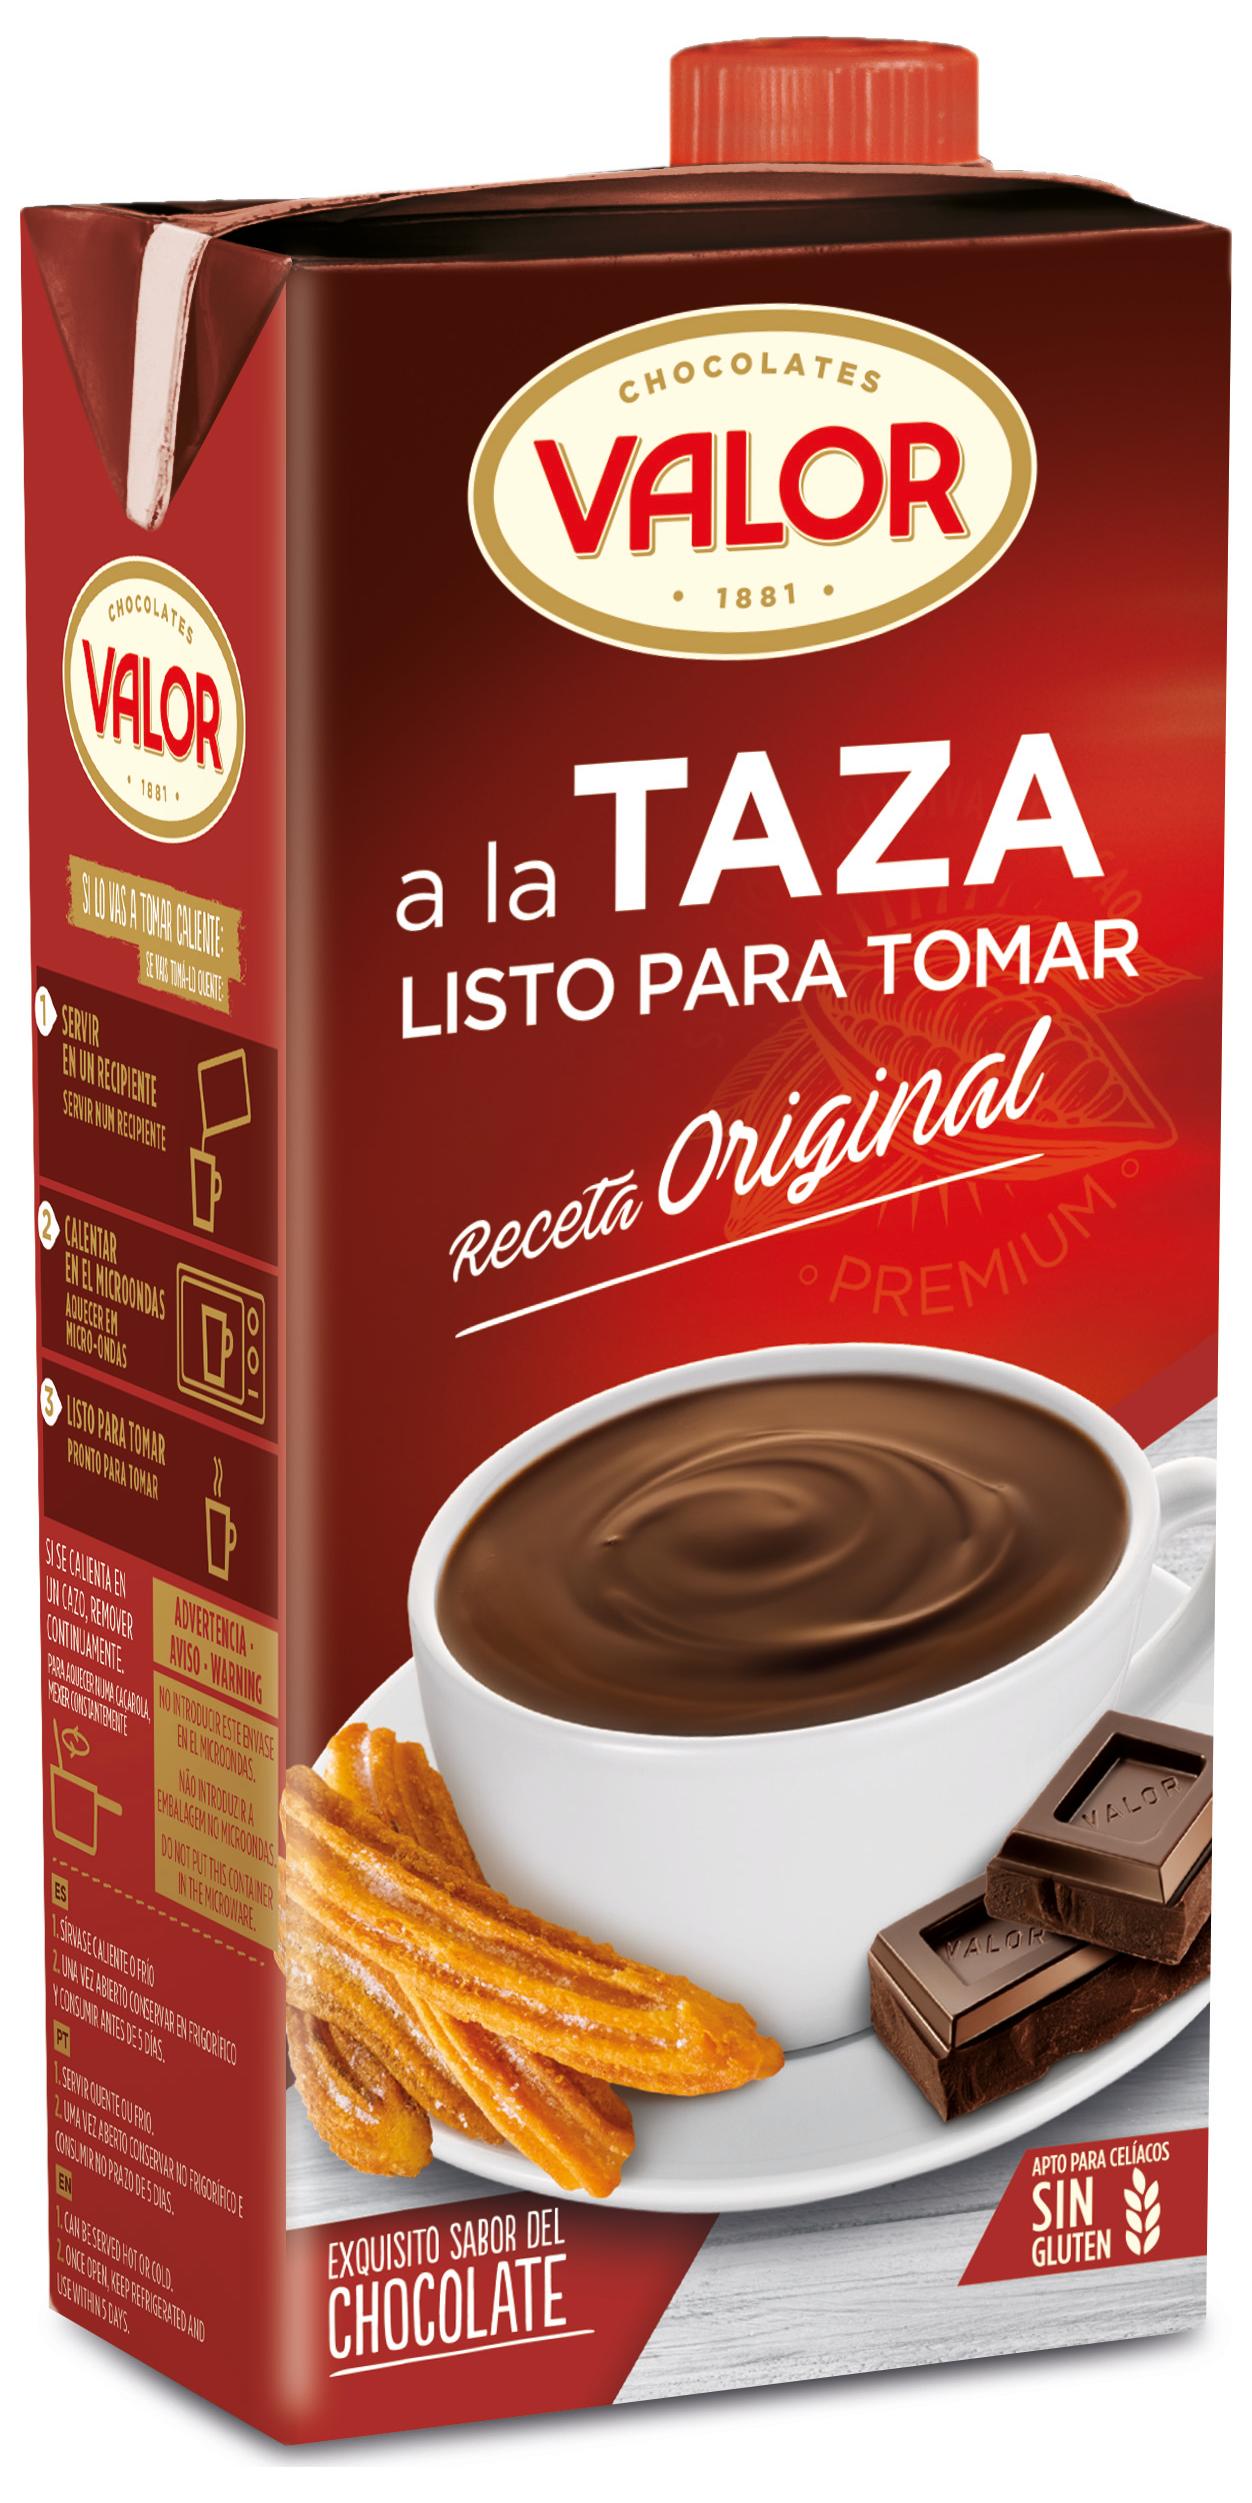 CHOCOLATES
VALOR
• 1881 •
a la TAZA
LISTO PARA TOMAR
Receta Original
PREMIUM
VALOR
VALOR
EXQUISITO SABOR DEL
CHOCOLATE
APTO PARA CELÍACOS
SIN
GLUTEN
CHOCOLATES
VALOR
• 1881 •
SI LO VAS A TOMAR CALIENTE:
SE VAIS TOMÁ-LO QUENTE:
1
SERVIR
EN UN RECIPIENTE
SERVIR NUM RECIPIENTE
2
CALENTAR
EN EL MICROONDAS
AQUECER EM
MICRO-ONDAS
3
LISTO PARA TOMAR
PRONTO PARA TOMAR
SI SE CALIENTA EN
UN CAZO, REMOVER
CONTINUAMENTE.
PARA AQUECER NUMA CAÇAROLA,
MEXER CONSTANTEMENTE
ADVERTENCIA ·
AVISO · WARNING
NO INTRODUCIR ESTE ENVASE
EN EL MICROONDAS.
NÃO INTRODUZIR A
EMBALAGEM NO MICROONDAS.
DO NOT PUT THIS CONTAINER
IN THE MICROWARE.
ES
1. SÍRVASE CALIENTE O FRÍO
2. UNA VEZ ABIERTO CONSERVAR EN FRIGORÍFICO
Y CONSUMIR ANTES DE 5 DÍAS.
PT
1. SERVIR QUENTE OU FRIO.
2. UMA VEZ ABERTO CONSERVAR NO FRIGORÍFICO E
CONSUMIR NO PRAZO DE 5 DIAS.
EN
1. CAN BE SERVED HOT OR COLD.
2. ONCE OPEN, KEEP REFRIGERATED AND
USE WITHIN 5 DAYS.